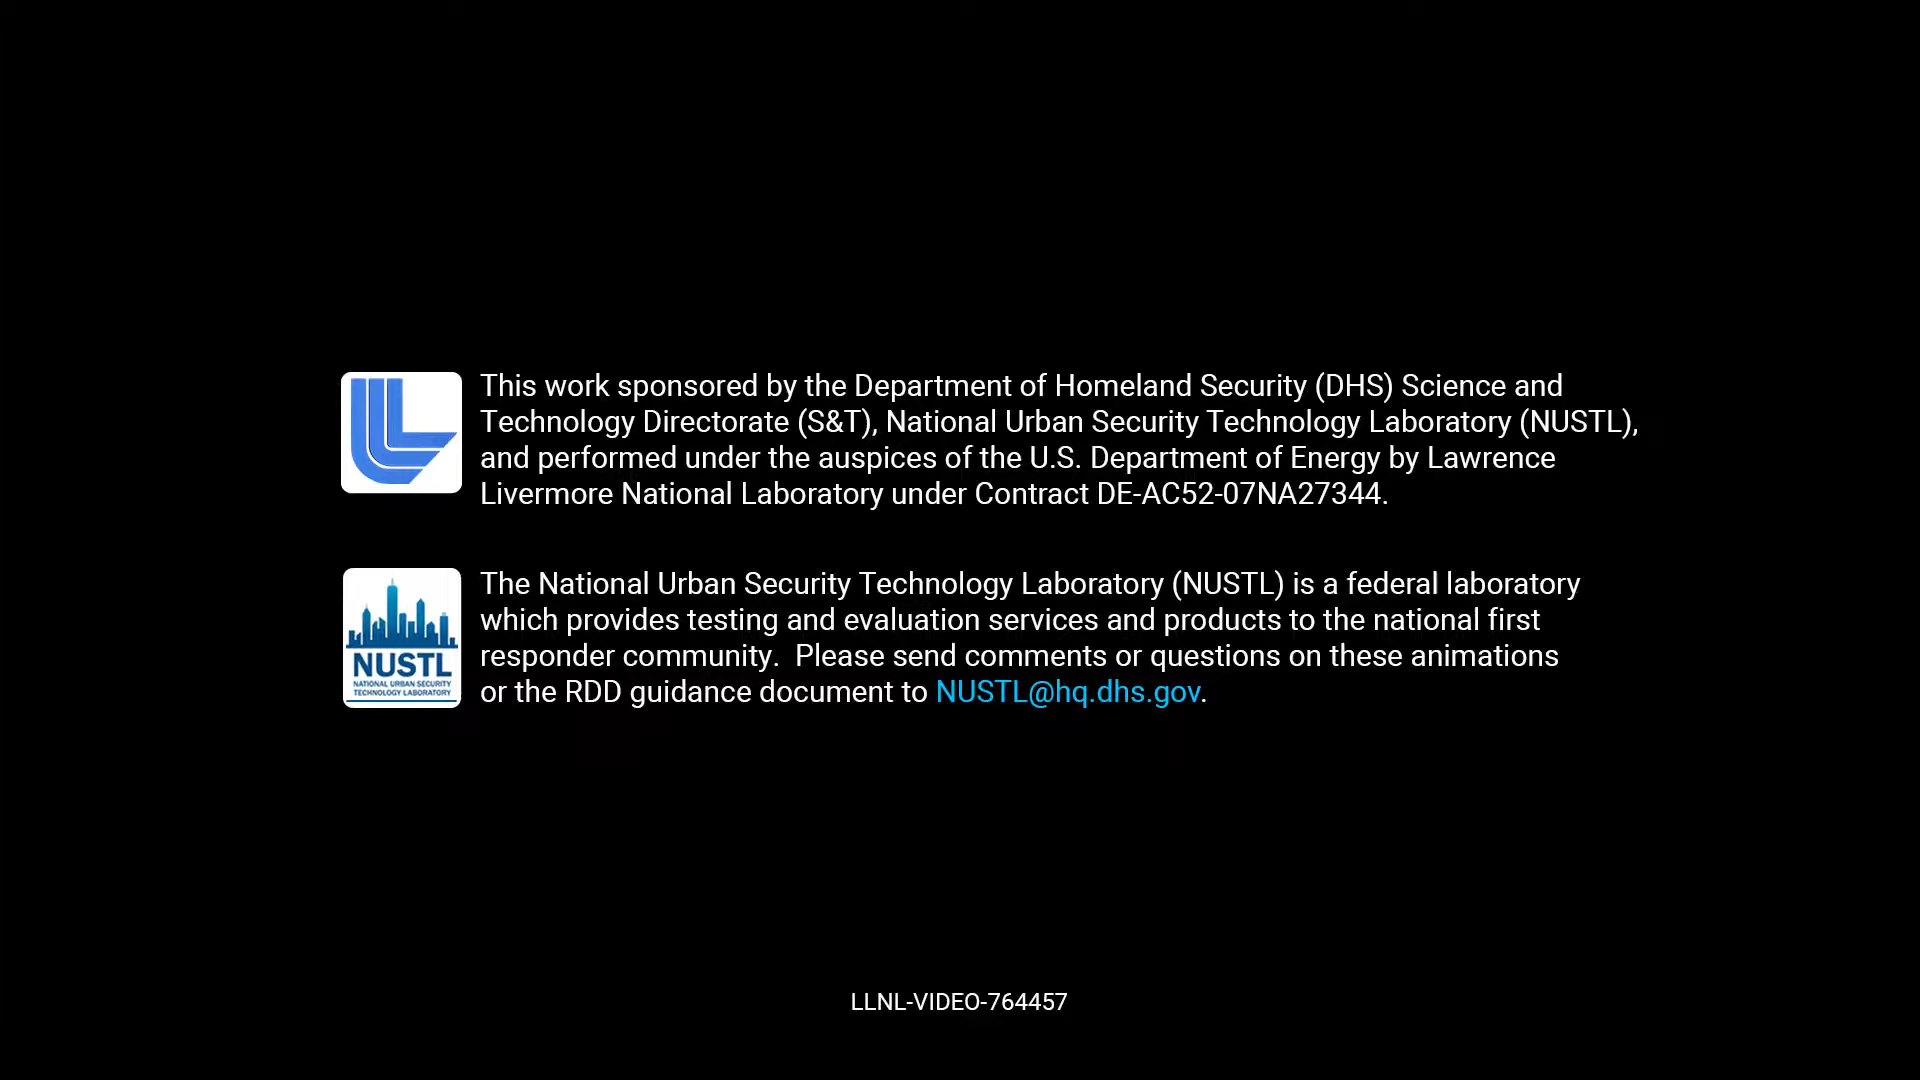 This work sponsored by the Department of Homeland Security (DHS) Science and
Technology Directorate (S&T), National Urban Security Technology Laboratory (NUSTL),
and performed under the auspices of the U.S. Department of Energy by Lawrence
Livermore National Laboratory under Contract DE-AC52-07NA27344.
NUSTL
NATIONAL URBAN SECURITY
TECHNOLOGY LABORATORY
The National Urban Security Technology Laboratory (NUSTL) is a federal laboratory
which provides testing and evaluation services and products to the national first
responder community.  Please send comments or questions on these animations
or the RDD guidance document to NUSTL@hq.dhs.gov.
LLNL-VIDEO-764457